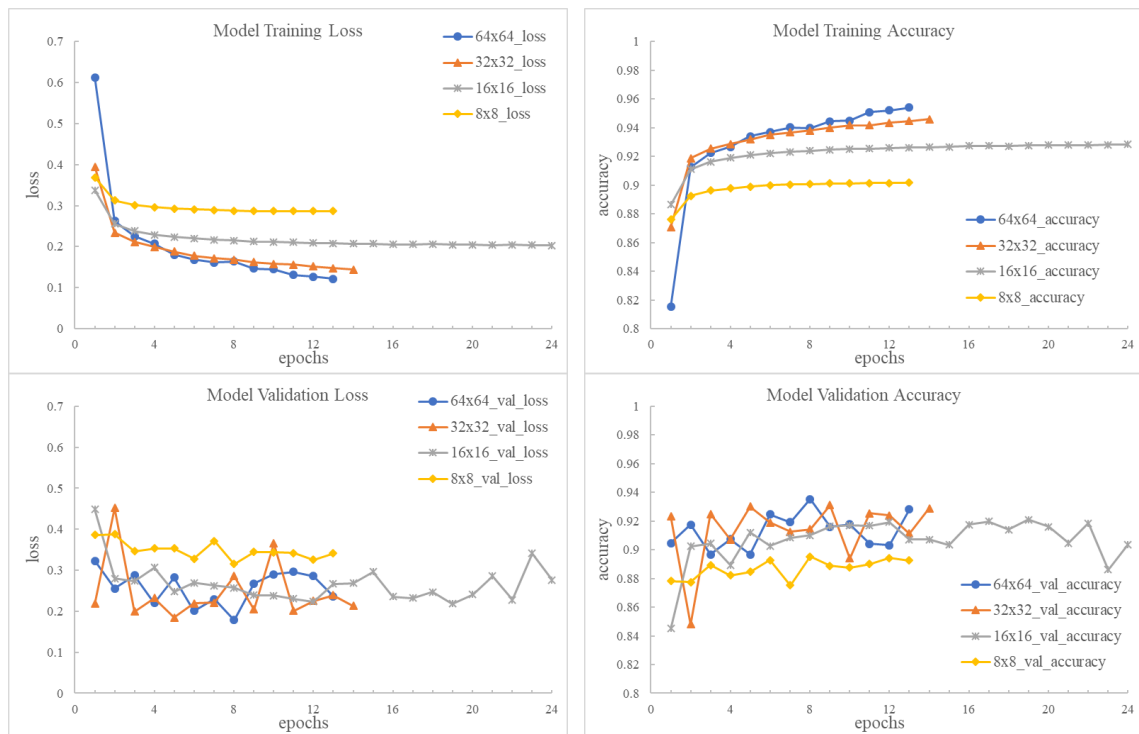 Model Training Loss
0.7
0.6
0.5
0.4
0.3
0.2
0.1
0
loss
64x64_loss
32x32_loss
16x16_loss
8x8_loss
0 4 8 12 16 20 24
epochs
Model Training Accuracy
1
0.98
0.96
0.94
0.92
0.9
0.88
0.86
0.84
0.82
0.8
accuracy
64x64_accuracy
32x32_accuracy
16x16_accuracy
8x8_accuracy
0 4 8 12 16 20 24
epochs
Model Validation Loss
0.7
0.6
0.5
0.4
0.3
0.2
0.1
0
loss
64x64_val_loss
32x32_val_loss
16x16_val_loss
8x8_val_loss
0 4 8 12 16 20 24
epochs
Model Validation Accuracy
1
0.98
0.96
0.94
0.92
0.9
0.88
0.86
0.84
0.82
0.8
accuracy
64x64_val_accuracy
32x32_val_accuracy
16x16_val_accuracy
8x8_val_accuracy
0 4 8 12 16 20 24
epochs